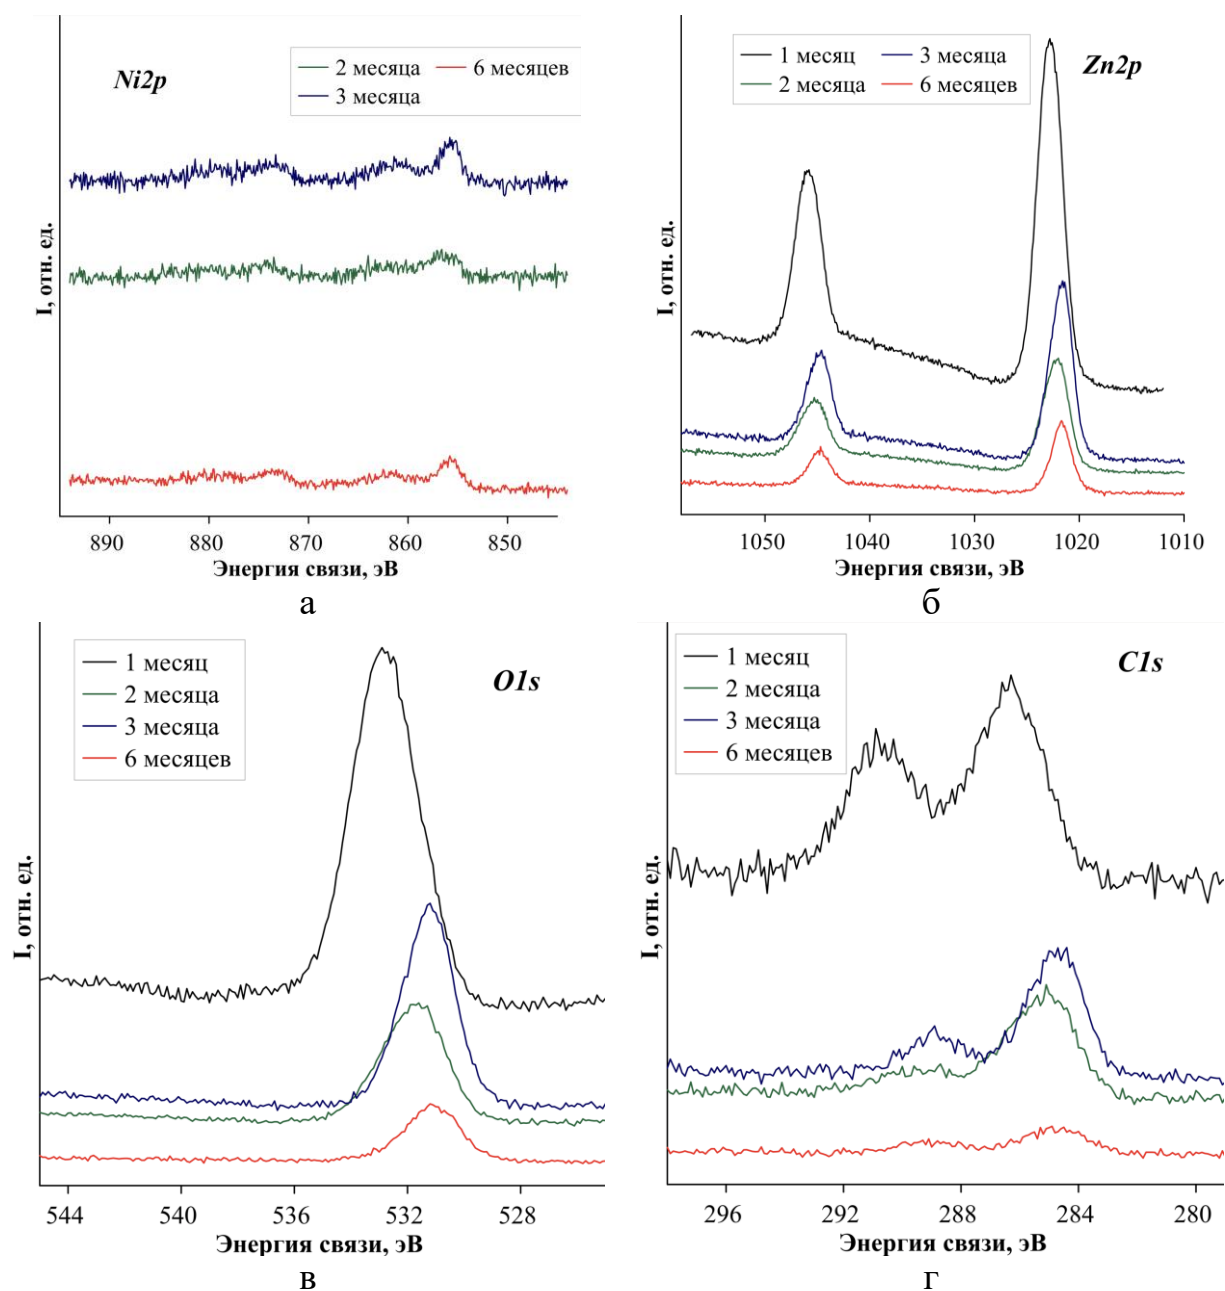 Ni2p
2 месяца 6 месяцев
3 месяца
I, отн. ед.
890 880 870 860 850
Энергия связи, эВ
а
1 месяц 3 месяца
2 месяца 6 месяцев
Zn2p
I, отн. ед.
1050 1040 1030 1020 1010
Энергия связи, эВ
б
1 месяц
2 месяца
3 месяца
6 месяцев
O1s
I, отн. ед.
544 540 536 532 528
Энергия связи, эВ
в
1 месяц
2 месяца
3 месяца
6 месяцев
C1s
I, отн. ед.
296 292 288 284 280
Энергия связи, эВ
г